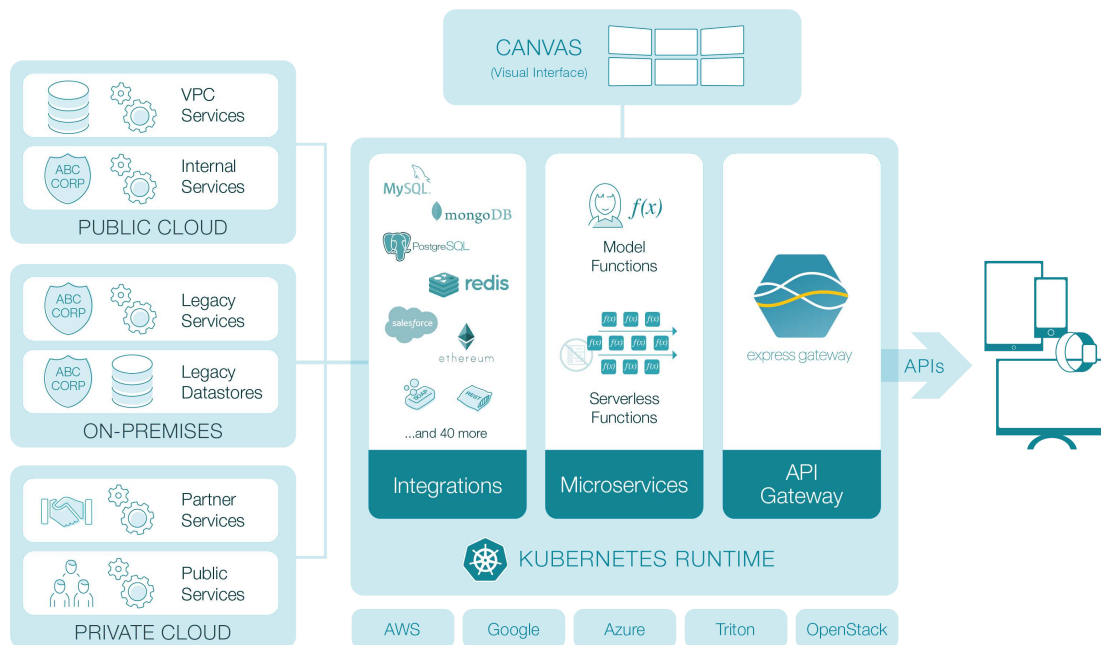 CANVAS
(Visual Interface)
VPC
Services
ABC
CORP
Internal
Services
PUBLIC CLOUD
ABC
CORP
Legacy
Services
ABC
CORP
Legacy
Datastores
ON-PREMISES
Partner
Services
Public
Services
PRIVATE CLOUD
MySQL
mongoDB
PostgreSQL
redis
salesforce
ethereum
SOAP
REST
...and 40 more
Integrations
f(x)
Model
Functions
f(x) f(x) f(x)
f(x) f(x) f(x) f(x)
f(x) f(x) f(x)
Serverless
Functions
Microservices
express gateway
API
Gateway
KUBERNETES RUNTIME
APIs
AWS
Google
Azure
Triton
OpenStack